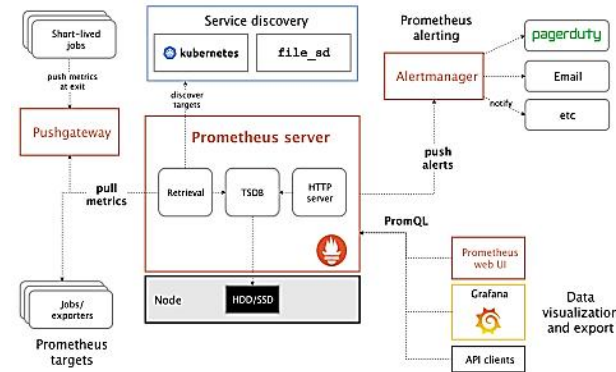 Short-lived
jobs
push metrics
at exit
Pushgateway
pull
metrics
Jobs/
exporters
Prometheus
targets
Service discovery
kubernetes
file_sd
discover
targets
Prometheus server
Retrieval
TSDB
HTTP
server
Node
HDD/SSD
Prometheus
alerting
Alertmanager
pagerduty
Email
etc
notify
push
alerts
PromQL
Prometheus
web UI
Grafana
API clients
Data
visualization
and export